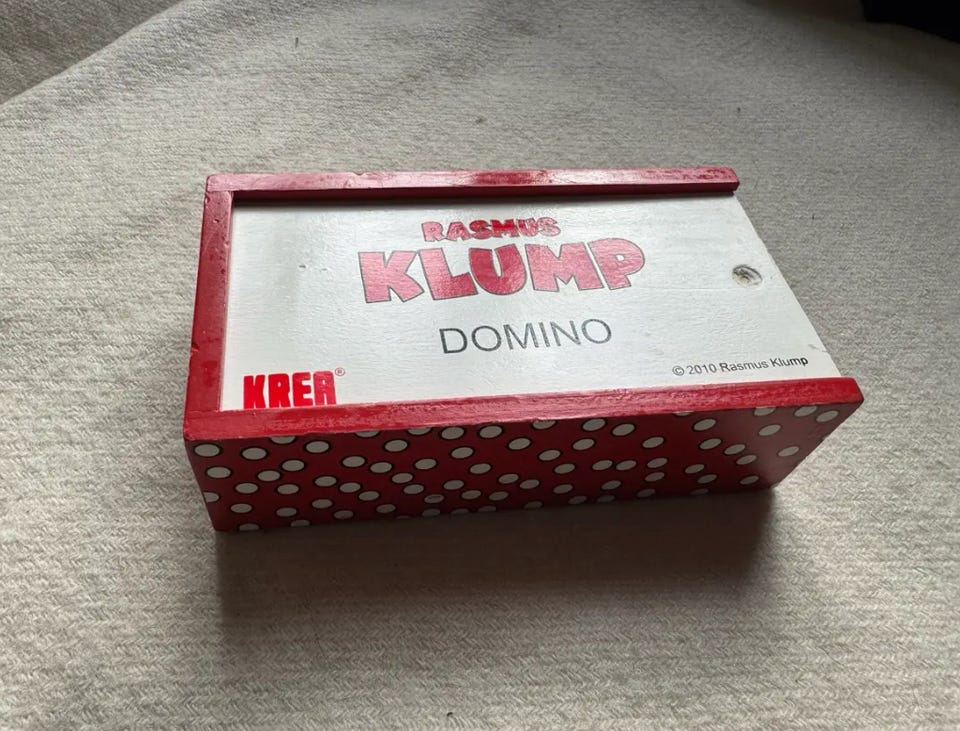 RASMUS
KLUMP
DOMINO
KREA®
© 2010 Rasmus Klump